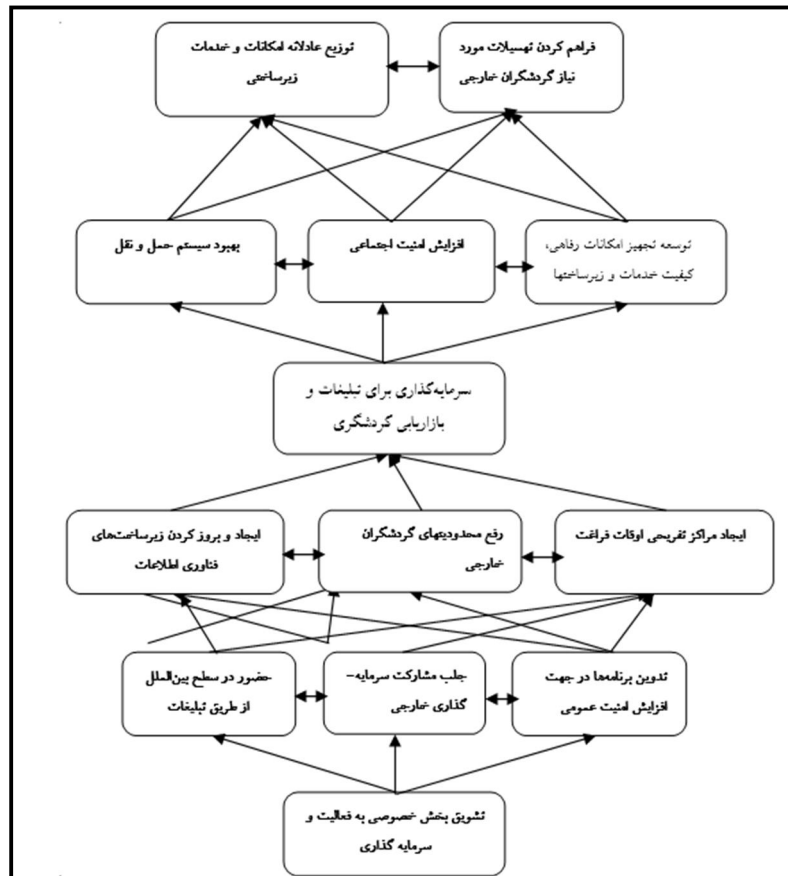 فراهم کردن تهسیلات مورد
نیاز گردشگران خارجی
توزیع عادلانه امکانات و خدمات
زیرساختی
توسعه تجهیز امکانات رفاهی،
کیفیت خدمات و زیرساختها
افزایش امنیت اجتماعی
بهبود سیستم حمل و نقل
سرمایه‌گذاری برای تبلیغات و
بازاریابی گردشگری
ایجاد مراکز تفریحی اوقات فراغت
رفع محدودیتهای گردشگران
خارجی
ایجاد و بروز کردن زیرساخت‌های
فناوری اطلاعات
تدوین برنامه‌ها در جهت
افزایش امنیت عمومی
جلب مشارکت سرمایه-
گذاری خارجی
حضور در سطح بین‌الملل
از طریق تبلیغات
تشویق بخش خصوصی به فعالیت و
سرمایه گذاری